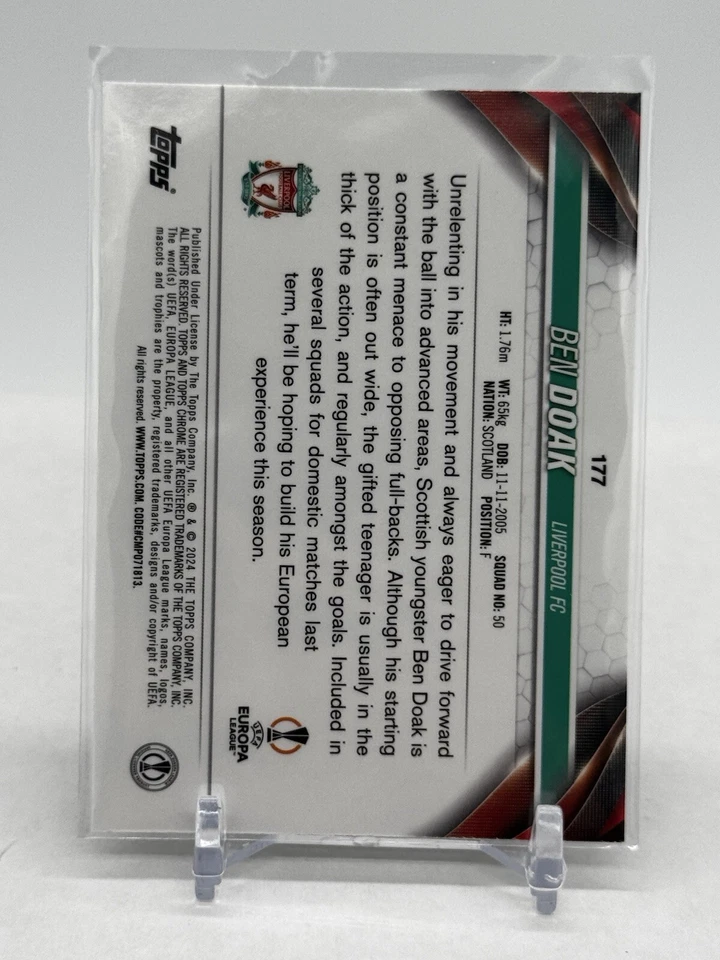 177
BEN DOAK LIVERPOOL FC
HT: 1.76m WT: 65kg DOB: 11-11-2005 SQUAD NO: 50
NATION: SCOTLAND POSITION: F
Unrelenting in his movement and always eager to drive forward
with the ball into advanced areas, Scottish youngster Ben Doak is
a constant menace to opposing full-backs. Although his starting
position is often out wide, the gifted teenager is usually in the
thick of the action, and regularly amongst the goals. Included in
several squads for domestic matches last
term, he'll be hoping to build his European
experience this season.
LIVERPOOL
UEFA
EUROPA
LEAGUE™
topps®
Published Under License by The Topps Company, Inc. ® & © 2024 THE TOPPS COMPANY, INC.
ALL RIGHTS RESERVED. TOPPS AND TOPPS CHROME ARE REGISTERED TRADEMARKS OF THE TOPPS COMPANY, INC.
The word(s) UEFA, EUROPA LEAGUE, and all other UEFA Europa League marks, names, logos,
mascots and trophies are the property, registered trademarks, designs and/or copyright of UEFA.
All rights reserved. WWW.TOPPS.COM. CODE#CMP071813.